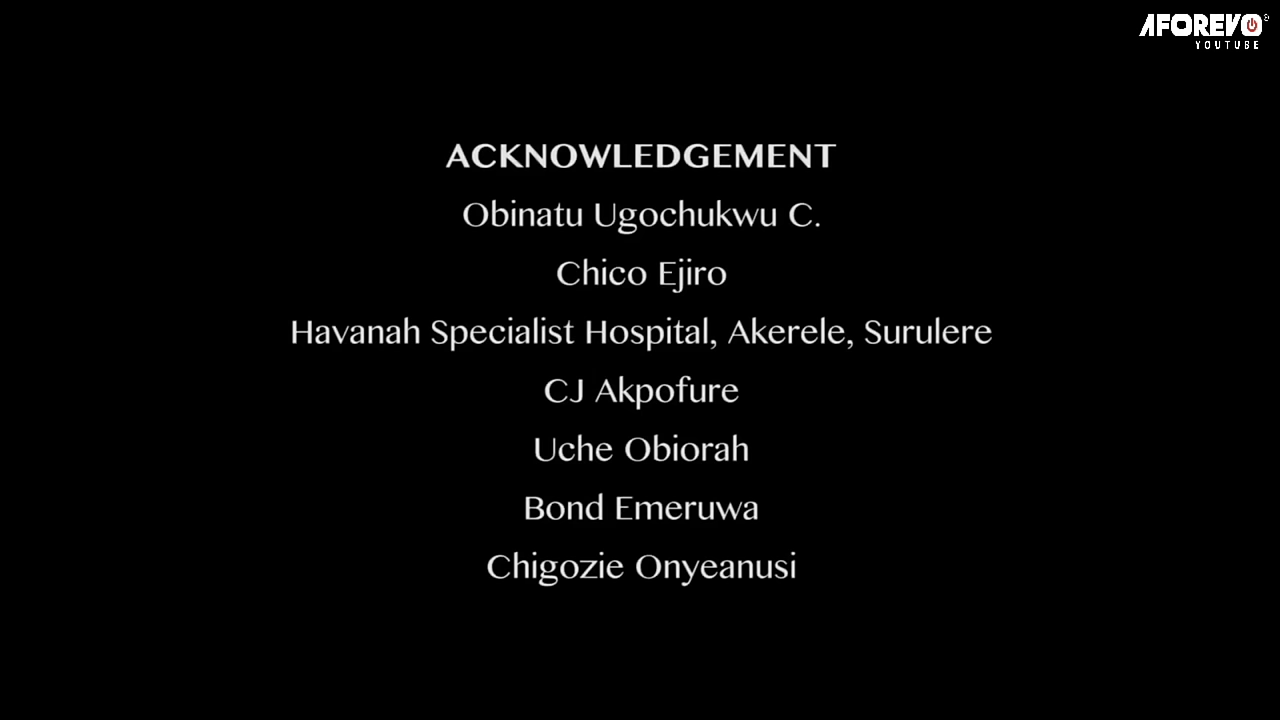 AFOREVO
YOUTUBE
ACKNOWLEDGEMENT
Obinatu Ugochukwu C.
Chico Ejiro
Havanah Specialist Hospital, Akerele, Surulere
CJ Akpofure
Uche Obiorah
Bond Emeruwa
Chigozie Onyeanusi